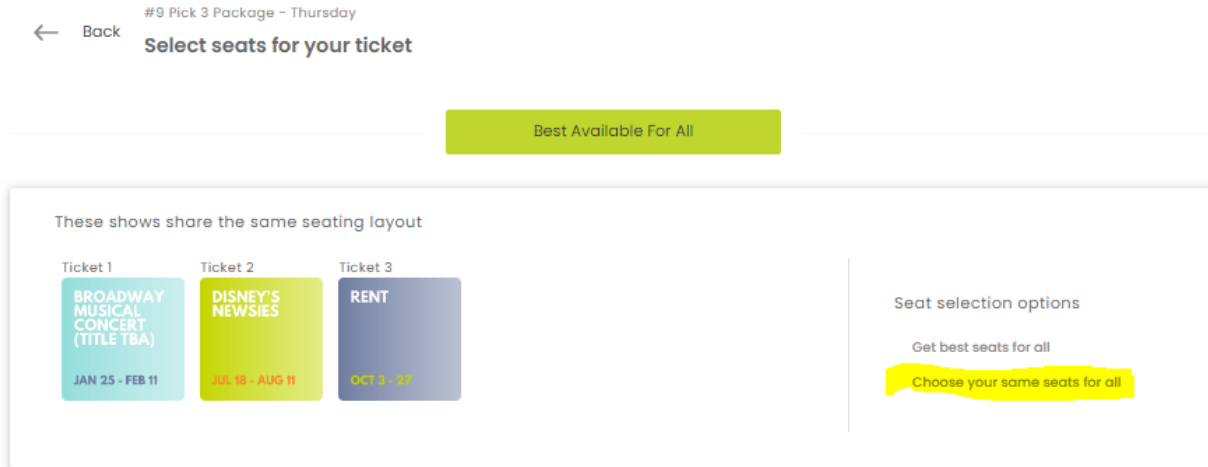 #9 Pick 3 Package - Thursday
Back
Select seats for your ticket
Best Available For All
These shows share the same seating layout
Ticket 1
BROADWAY
MUSICAL
CONCERT
(TITLE TBA)
JAN 25 - FEB 11
Ticket 2
DISNEY'S
NEWSIES
JUL 18 - AUG 11
Ticket 3
RENT
OCT 3 - 27
Seat selection options
Get best seats for all
Choose your same seats for all